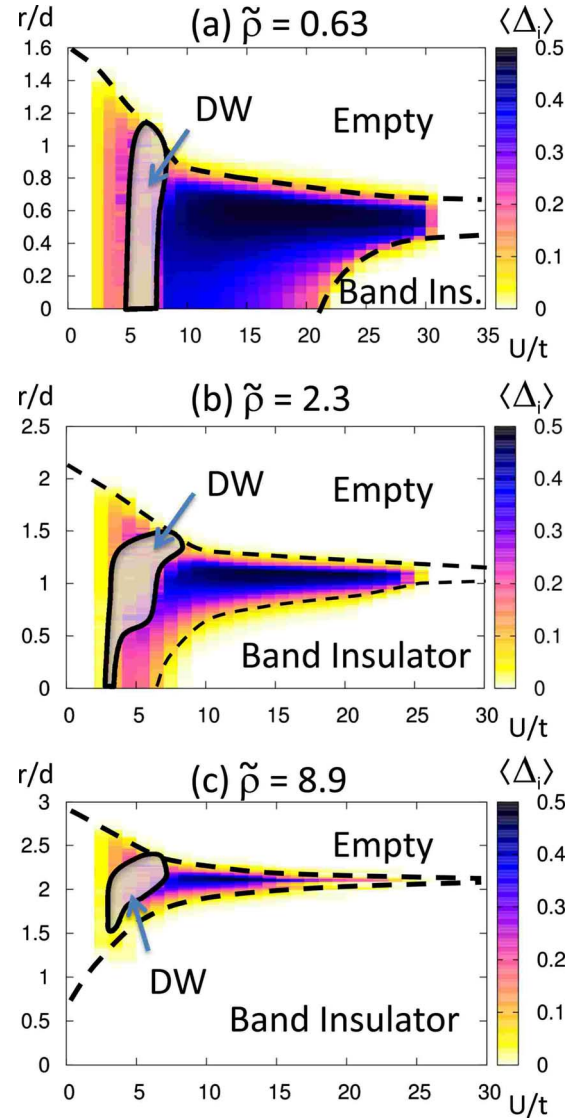 r/d (a) ρ̃ = 0.63 ⟨Δi⟩
1.6
1.4
1.2
1
0.8
0.6
0.4
0.2
0
DW
Empty
Band Ins.
0 5 10 15 20 25 30 35
U/t
0.5
0.4
0.3
0.2
0.1
0
r/d (b) ρ̃ = 2.3 ⟨Δi⟩
2.5
2
1.5
1
0.5
0
DW
Empty
Band Insulator
0 5 10 15 20 25 30
U/t
0.5
0.4
0.3
0.2
0.1
0
r/d (c) ρ̃ = 8.9 ⟨Δi⟩
3
2.5
2
1.5
1
0.5
0
Empty
DW
Band Insulator
0 5 10 15 20 25 30
U/t
0.5
0.4
0.3
0.2
0.1
0